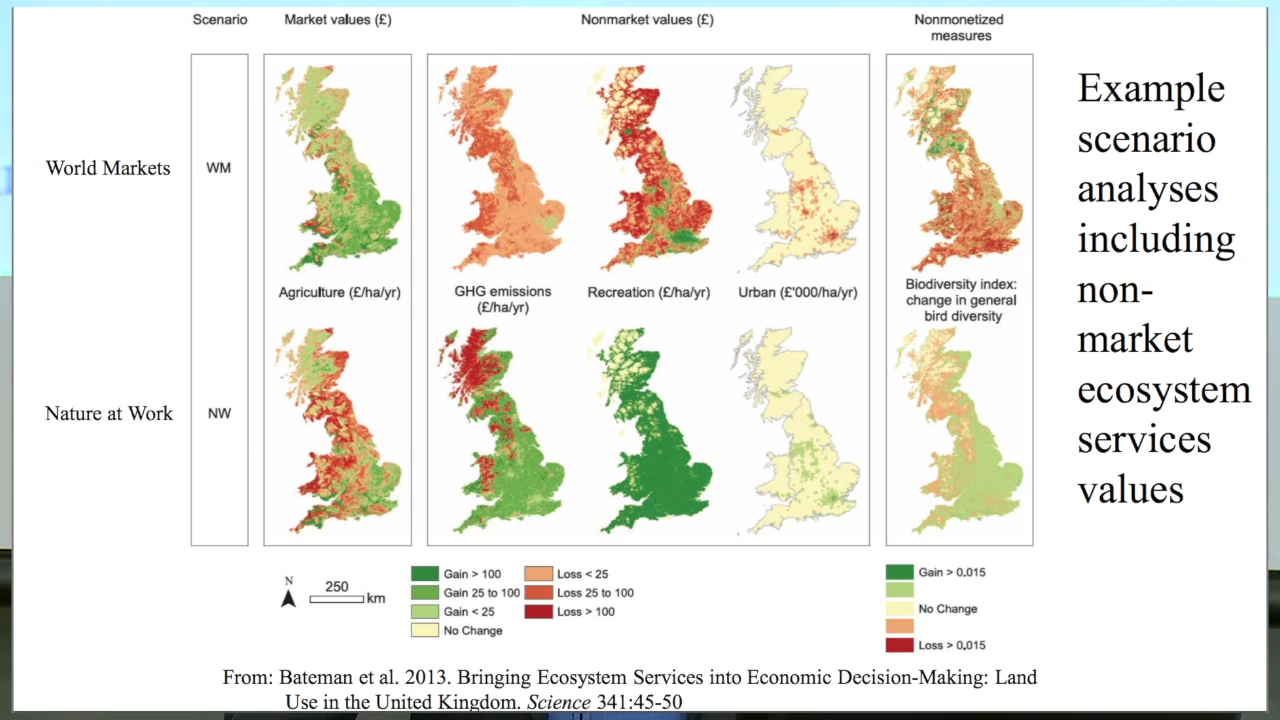 Scenario
Market values (£)
Nonmarket values (£)
Nonmonetized
measures
World Markets
WM
Agriculture (£/ha/yr)
GHG emissions
(£/ha/yr)
Recreation (£/ha/yr)
Urban (£'000/ha/yr)
Biodiversity index:
change in general
bird diversity
Nature at Work
NW
Example
scenario
analyses
including
non-
market
ecosystem
services
values
N
250
km
Gain > 100
Gain 25 to 100
Gain < 25
No Change
Loss < 25
Loss 25 to 100
Loss > 100
Gain > 0.015
No Change
Loss > 0.015
From: Bateman et al. 2013. Bringing Ecosystem Services into Economic Decision-Making: Land
Use in the United Kingdom. Science 341:45-50